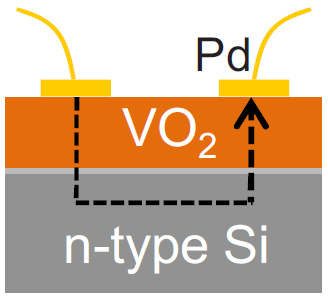 Pd
VO₂
n-type Si